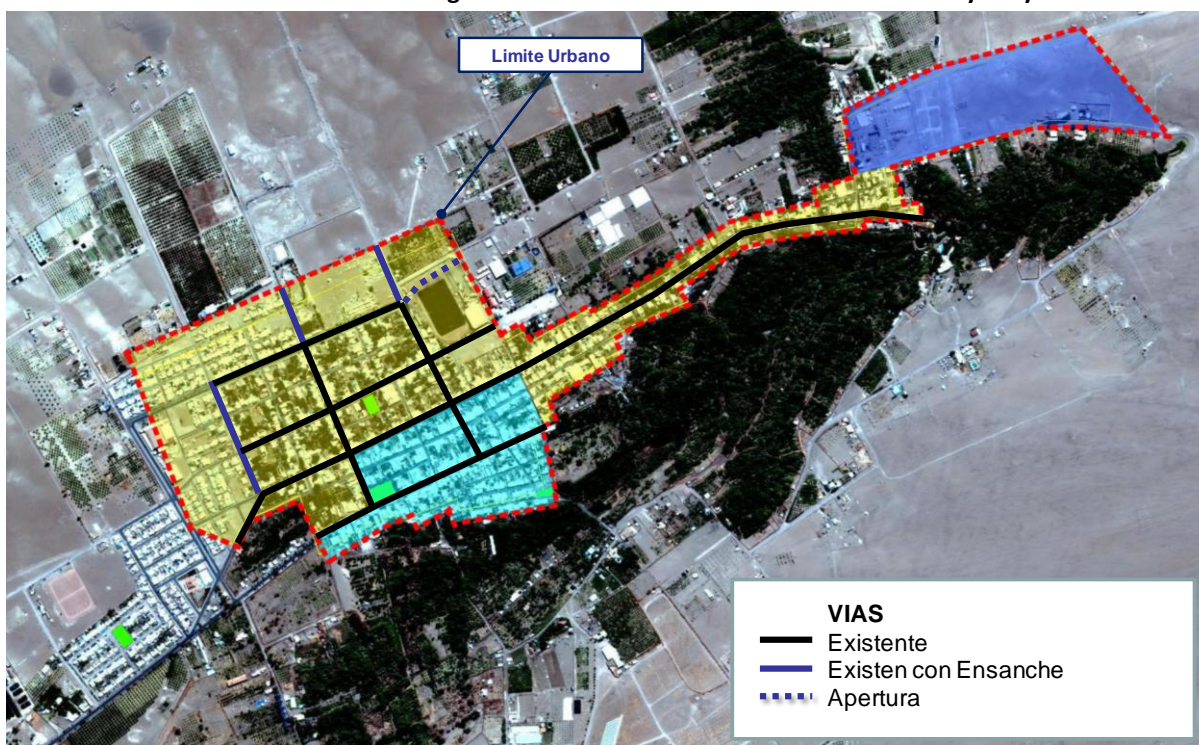 Limite Urbano
VIAS
Existente
Existen con Ensanche
Apertura